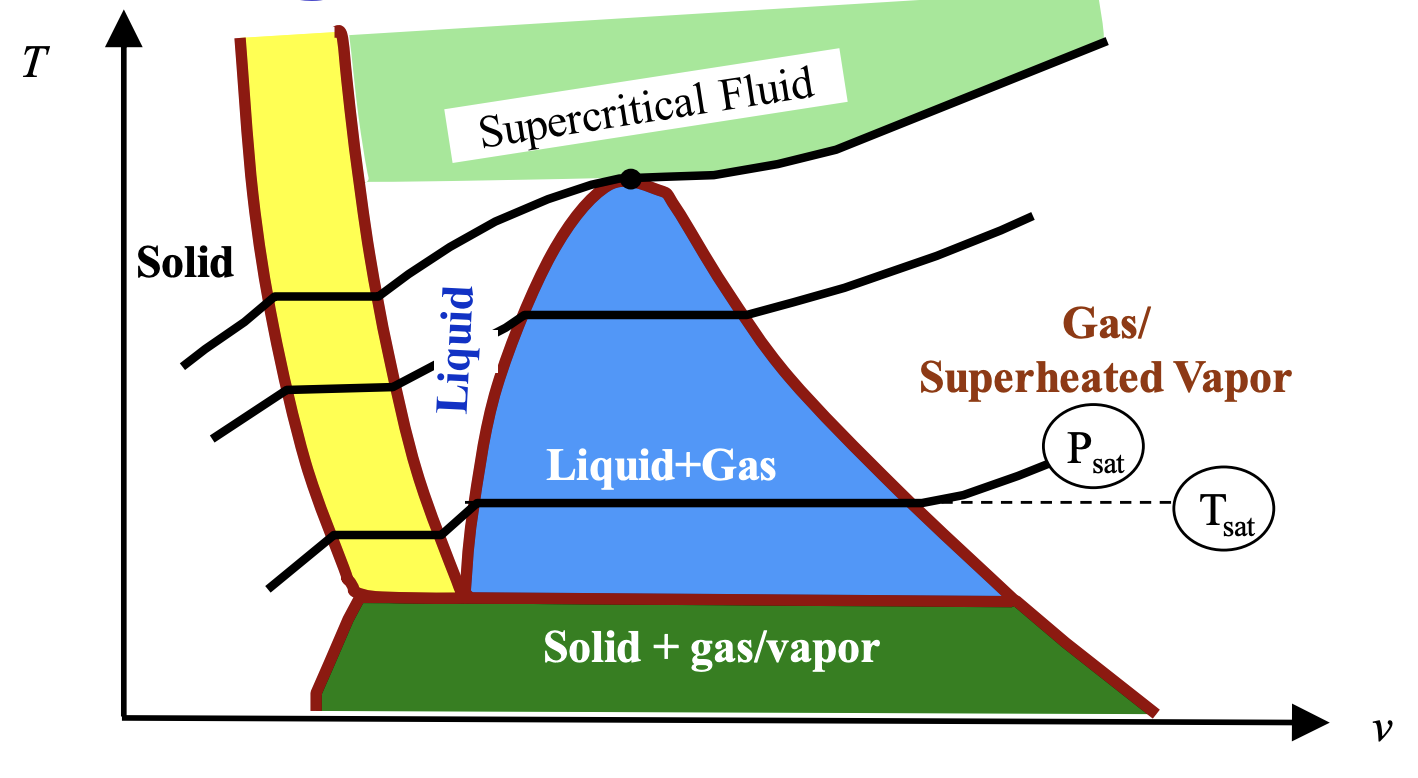 T
Supercritical Fluid
Solid
Liquid
Gas/
Superheated Vapor
Liquid+Gas
Psat
Tsat
Solid + gas/vapor
v